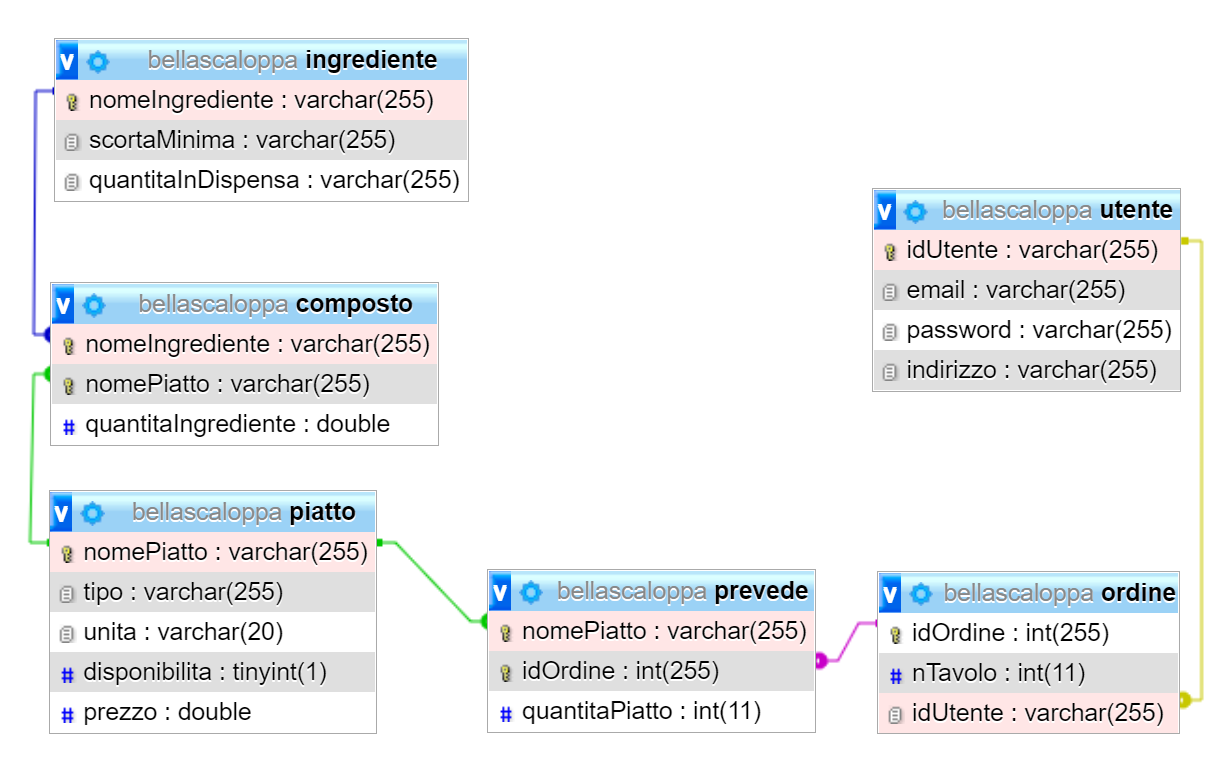 v bellascaloppa ingrediente
nomeIngrediente : varchar(255)
scortaMinima : varchar(255)
quantitaInDispensa : varchar(255)
v bellascaloppa utente
idUtente : varchar(255)
email : varchar(255)
password : varchar(255)
indirizzo : varchar(255)
v bellascaloppa composto
nomeIngrediente : varchar(255)
nomePiatto : varchar(255)
# quantitaIngrediente : double
v bellascaloppa piatto
nomePiatto : varchar(255)
tipo : varchar(255)
unita : varchar(20)
# disponibilita : tinyint(1)
# prezzo : double
v bellascaloppa prevede
nomePiatto : varchar(255)
idOrdine : int(255)
# quantitaPiatto : int(11)
v bellascaloppa ordine
idOrdine : int(255)
# nTavolo : int(11)
idUtente : varchar(255)